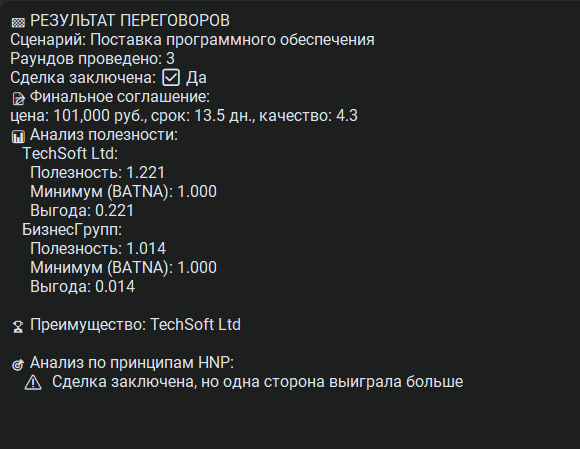 РЕЗУЛЬТАТ ПЕРЕГОВОРОВ
Сценарий: Поставка программного обеспечения
Раундов проведено: 3
Сделка заключена: Да
Финальное соглашение:
цена: 101,000 руб., срок: 13.5 дн., качество: 4.3
Анализ полезности:
TechSoft Ltd:
Полезность: 1.221
Минимум (BATNA): 1.000
Выгода: 0.221
БизнесГрупп:
Полезность: 1.014
Минимум (BATNA): 1.000
Выгода: 0.014
Преимущество: TechSoft Ltd
Анализ по принципам HNP:
Сделка заключена, но одна сторона выиграла больше